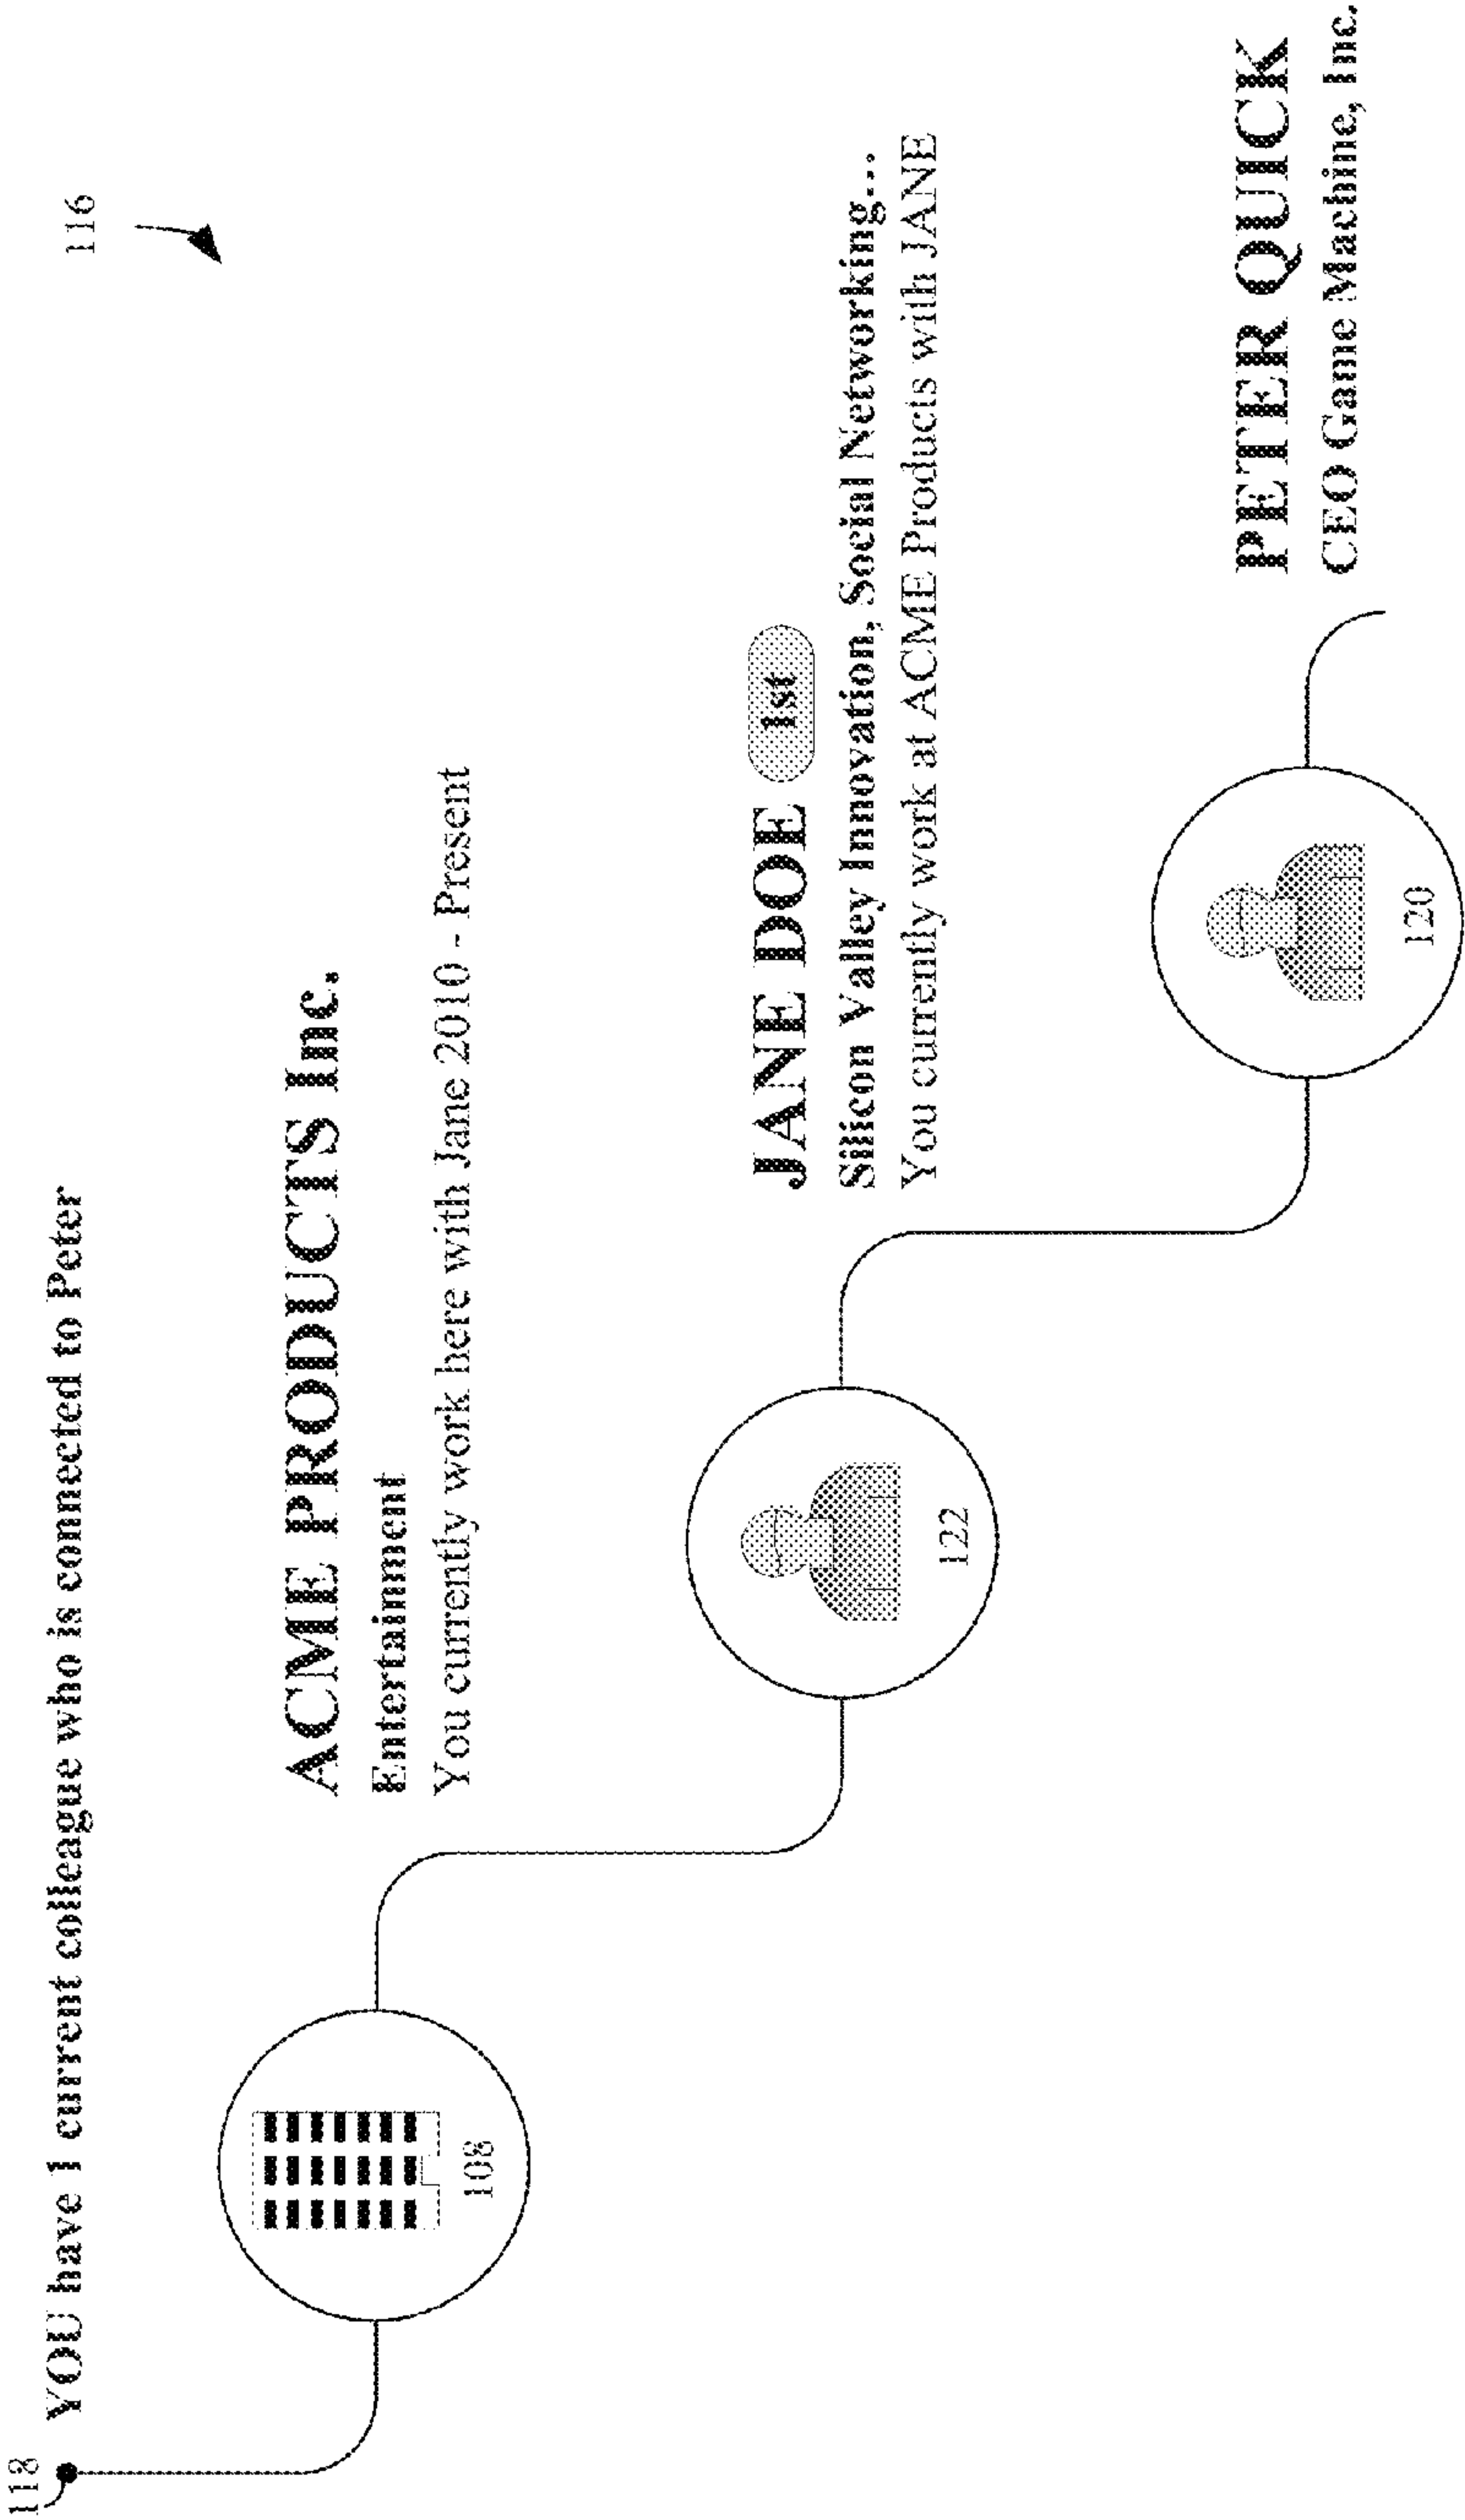 116
118
YOU have 1 current colleague who is connected to Peter
ACME PRODUCTS Inc.
Entertainment
You currently work here with Jane 2010 - Present
108
JANE DOE 1st
Silicon Valley Innovation, Social Networking...
You currently work at ACME Products with JANE
122
PETER QUICK
CEO Game Machine, Inc.
120